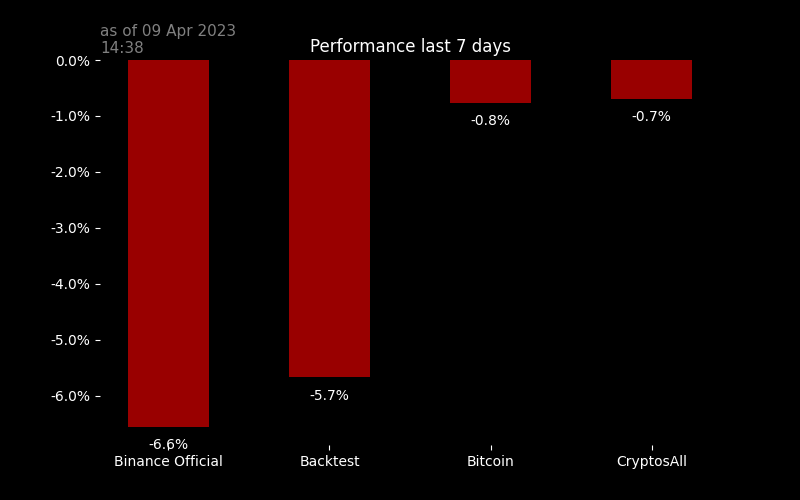 as of 09 Apr 2023
14:38
Performance last 7 days
0.0%
-1.0%
-2.0%
-3.0%
-4.0%
-5.0%
-6.0%
-6.6%
-5.7%
-0.8%
-0.7%
Binance Official
Backtest
Bitcoin
CryptosAll